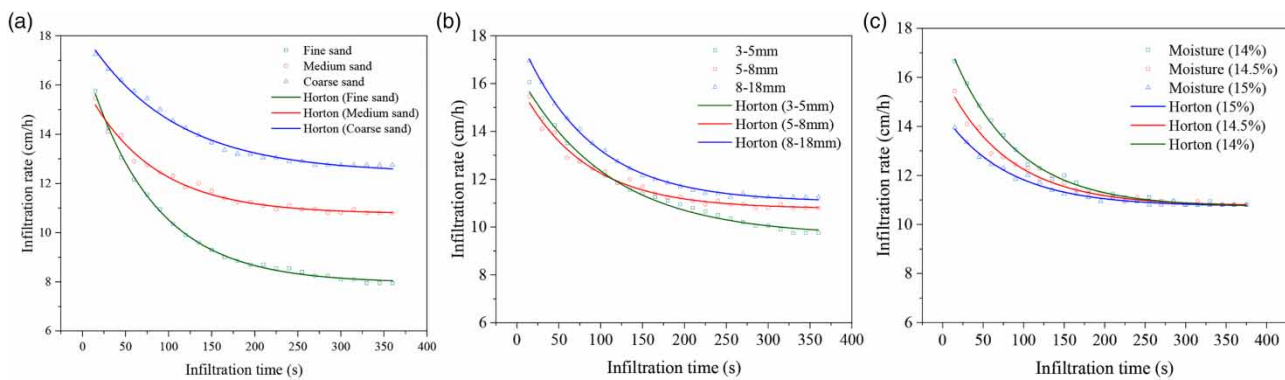 (a)
18
16
14
12
10
8
6
0
50
100
150
200
250
300
350
400
Infiltration rate (cm/h)
Infiltration time (s)
Fine sand
Medium sand
Coarse sand
Horton (Fine sand)
Horton (Medium sand)
Horton (Coarse sand)
(b)
18
16
14
12
10
8
6
0
50
100
150
200
250
300
350
400
Infiltration rate (cm/h)
Infiltration time (s)
3-5mm
5-8mm
8-18mm
Horton (3-5mm)
Horton (5-8mm)
Horton (8-18mm)
(c)
18
16
14
12
10
8
6
0
50
100
150
200
250
300
350
400
Infiltration rate (cm/h)
Infiltration time (s)
Moisture (14%)
Moisture (14.5%)
Moisture (15%)
Horton (15%)
Horton (14.5%)
Horton (14%)